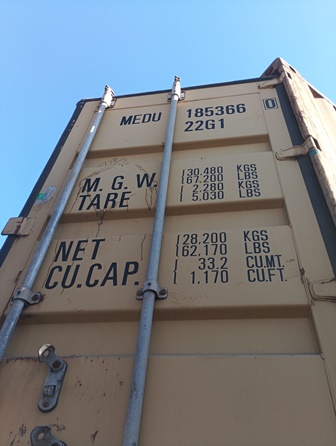 MEDU 185366 0
22G1
M.G.W. 30.480 KGS
67.200 LBS
TARE 2.280 KGS
5.030 LBS
NET 28.200 KGS
62.170 LBS
CU.CAP. 33.2 CU.MT.
1.170 CU.FT.